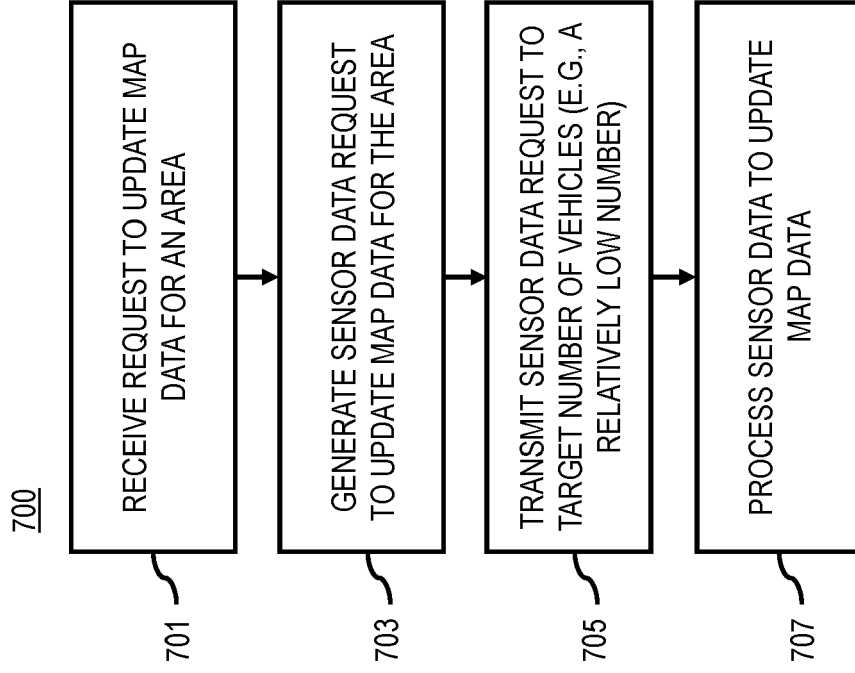 700
701
RECEIVE REQUEST TO UPDATE MAP
DATA FOR AN AREA
703
GENERATE SENSOR DATA REQUEST
TO UPDATE MAP DATA FOR THE AREA
705
TRANSMIT SENSOR DATA REQUEST TO
TARGET NUMBER OF VEHICLES (E.G., A
RELATIVELY LOW NUMBER)
707
PROCESS SENSOR DATA TO UPDATE
MAP DATA